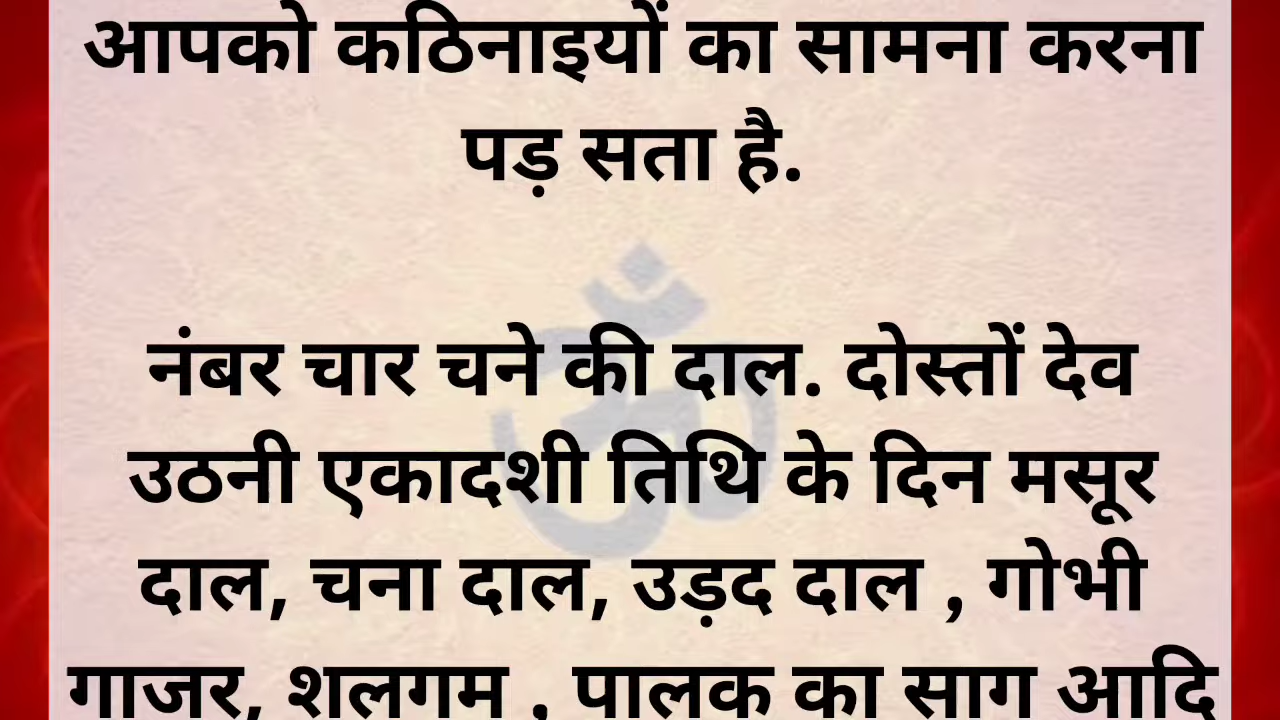 आपको कठिनाइयों का सामना करना
पड़ सता है.
नंबर चार चने की दाल. दोस्तों देव
उठनी एकादशी तिथि के दिन मसूर
दाल, चना दाल, उड़द दाल , गोभी
गाजर, शलगम , पालक का साग आदि